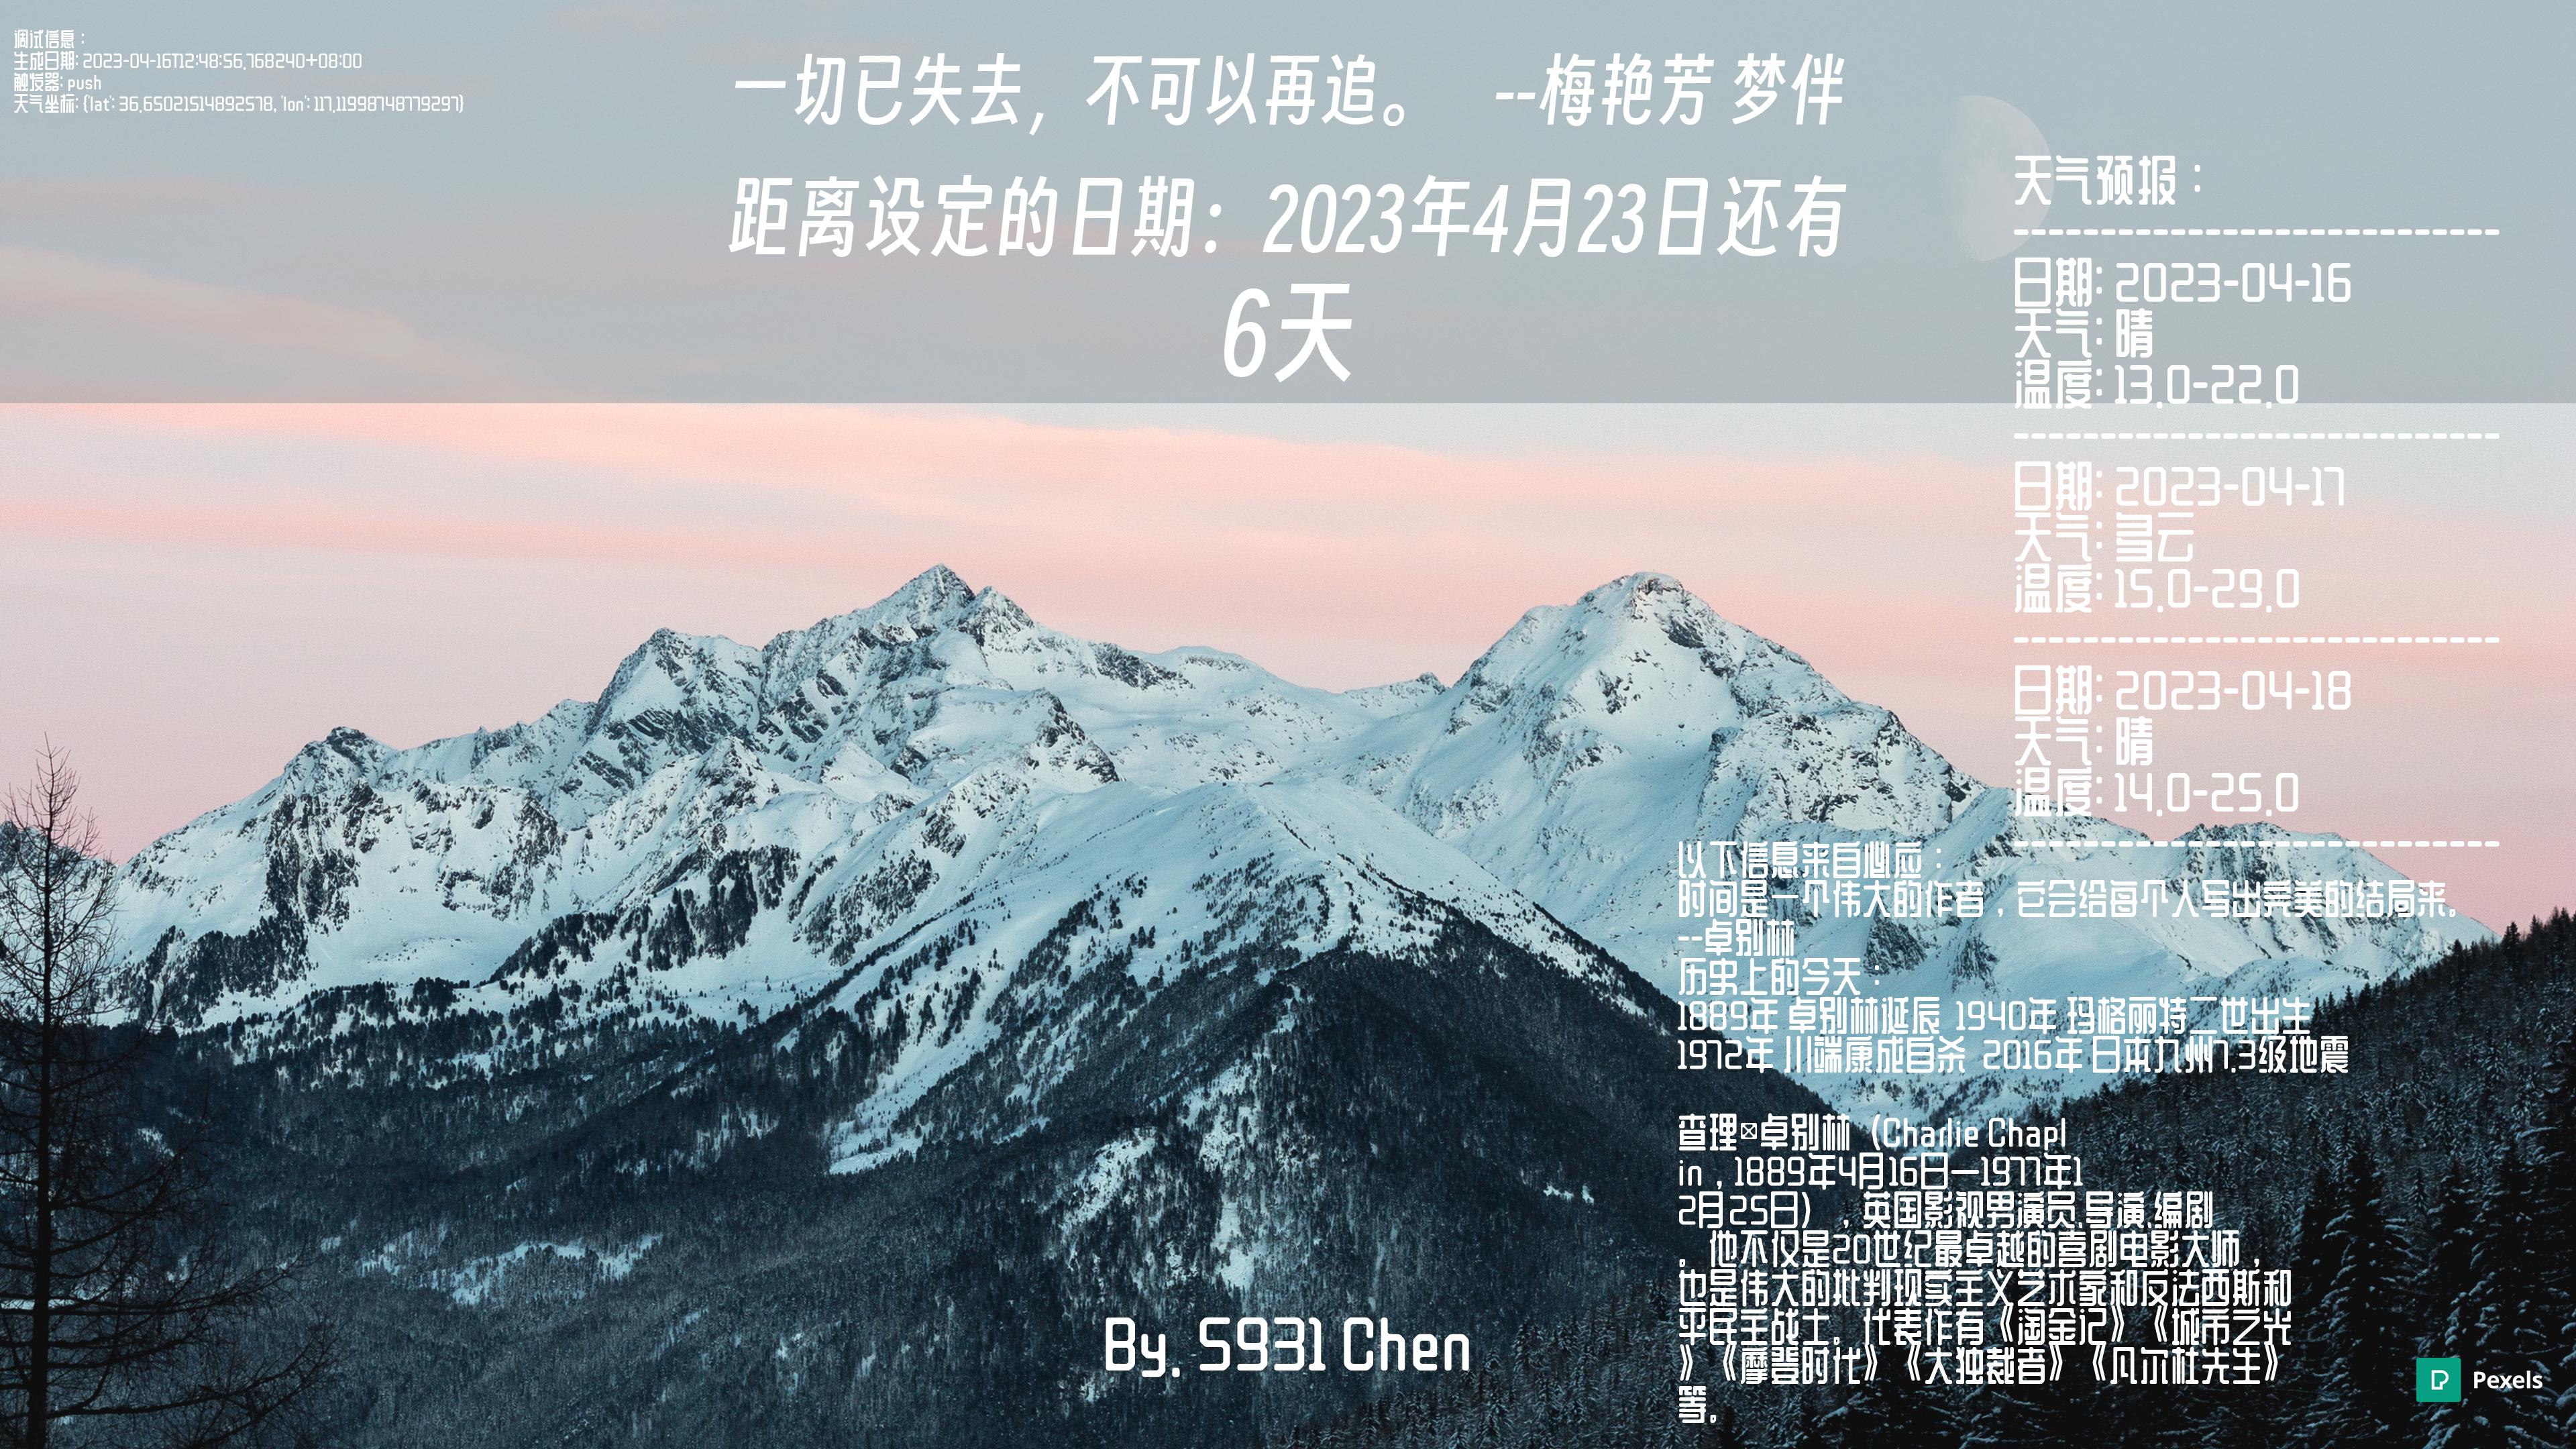 调试信息：
生成日期: 2023-04-16T12:48:56.768240+08:00
触发器: push
天气坐标: {'lat': 36.65021514892578, 'lon': 117.11998748779297}
一切已失去，不可以再追。 --梅艳芳 梦伴
距离设定的日期：2023年4月23日还有
6天
天气预报：
----------------------------
日期: 2023-04-16
天气: 晴
温度: 13.0-22.0
----------------------------
日期: 2023-04-17
天气: 多云
温度: 15.0-29.0
----------------------------
日期: 2023-04-18
天气: 晴
温度: 14.0-25.0
----------------------------
以下信息来自必应：
时间是一个伟大的作者，它会给每个人写出完美的结局来。
--卓别林
历史上的今天：
1889年 卓别林诞辰 1940年 玛格丽特二世出生
1972年 川端康成自杀 2016年 日本九州7.3级地震
查理☒卓别林（Charlie Chapl
in，1889年4月16日—1977年1
2月25日），英国影视男演员,导演,编剧
。他不仅是20世纪最卓越的喜剧电影大师，
也是伟大的批判现实主义艺术家和反法西斯和
平民主战士。代表作有《淘金记》《城市之光
》《摩登时代》《大独裁者》《凡尔杜先生》
等。
By. S931 Chen
Pexels